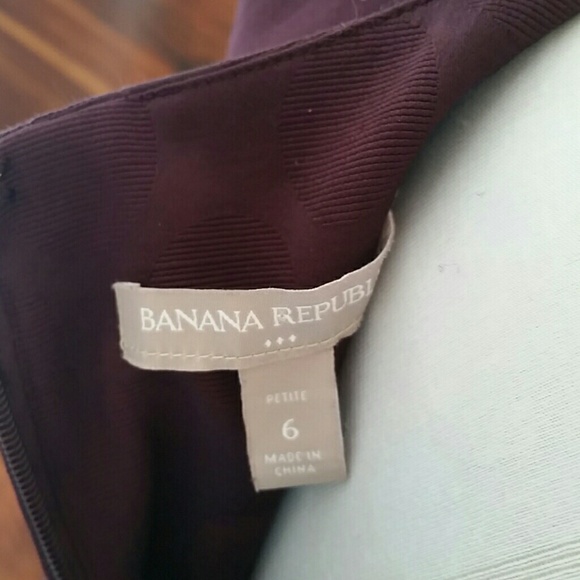 BANANA REPUBL
PETITE
6
MADE IN
CHINA